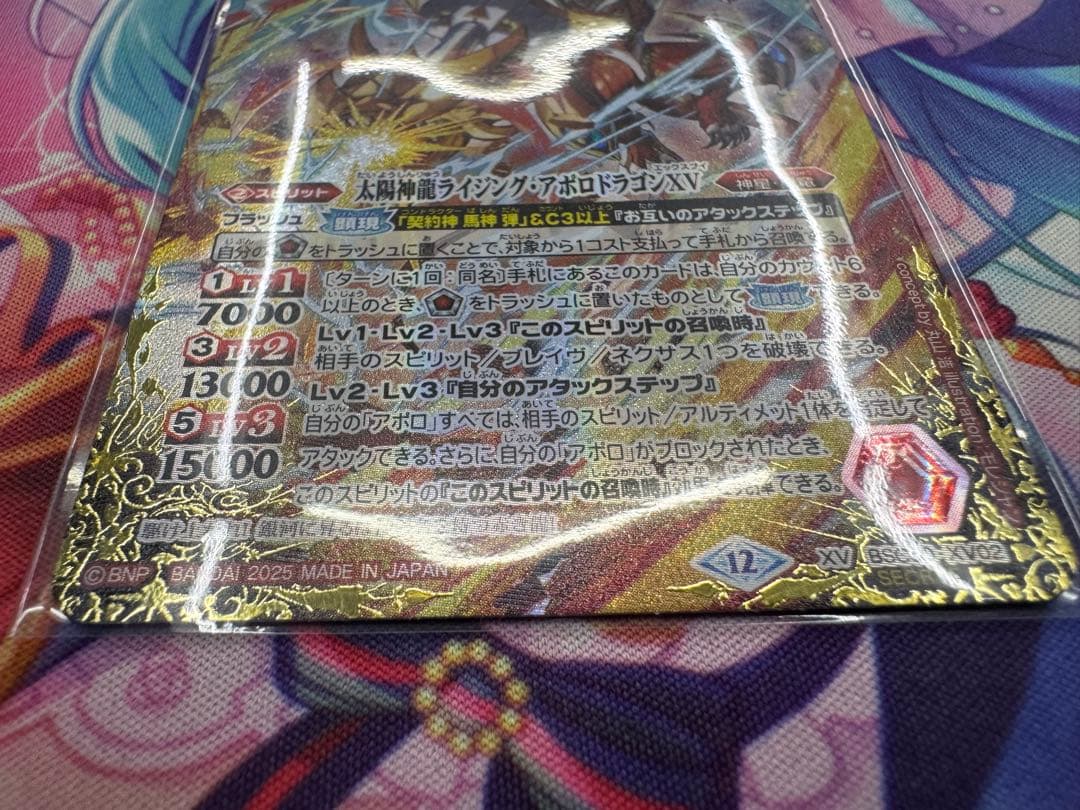 太陽神龍ライジング・アポロドラゴンXV
スピリット
神星
フラッシュ 顕現 「契約神 馬神 弾」&C3以上『お互いのアタックステップ』
自分の をトラッシュに置くことで、対象から1コスト支払って手札から召喚する。
1 Lv1
7000
〔ターンに1回：同名〕手札にあるこのカードは、自分のカウント6
以上のとき、 をトラッシュに置いたものとして 顕現 できる。
3 Lv2
13000
Lv1・Lv2・Lv3『このスピリットの召喚時』
相手のスピリット／ブレイヴ／ネクサス1つを破壊できる。
5 Lv3
15000
Lv2・Lv3『自分のアタックステップ』
自分の「アポロ」すべては、相手のスピリット／アルティメット1体を指定して
アタックできる。さらに、自分の「アポロ」がブロックされたとき、
このスピリットの『このスピリットの召喚時』 できる。
©BNP BANDAI 2025 MADE IN JAPAN
12
XV XV02
concept by
Illustration